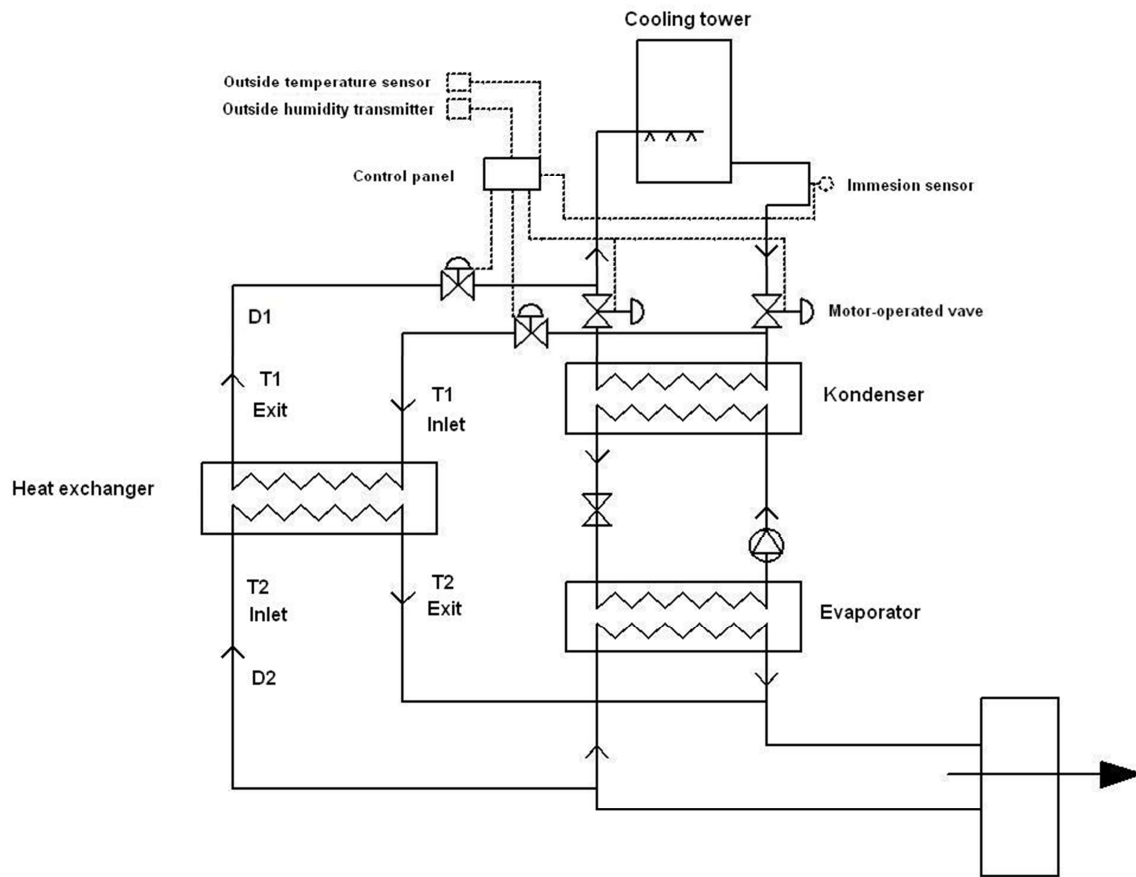 Cooling tower
Outside temperature sensor
Outside humidity transmitter
Control panel
Immesion sensor
D1
Motor-operated vave
T1
Exit
T1
Inlet
Kondenser
Heat exchanger
T2
Inlet
T2
Exit
Evaporator
D2